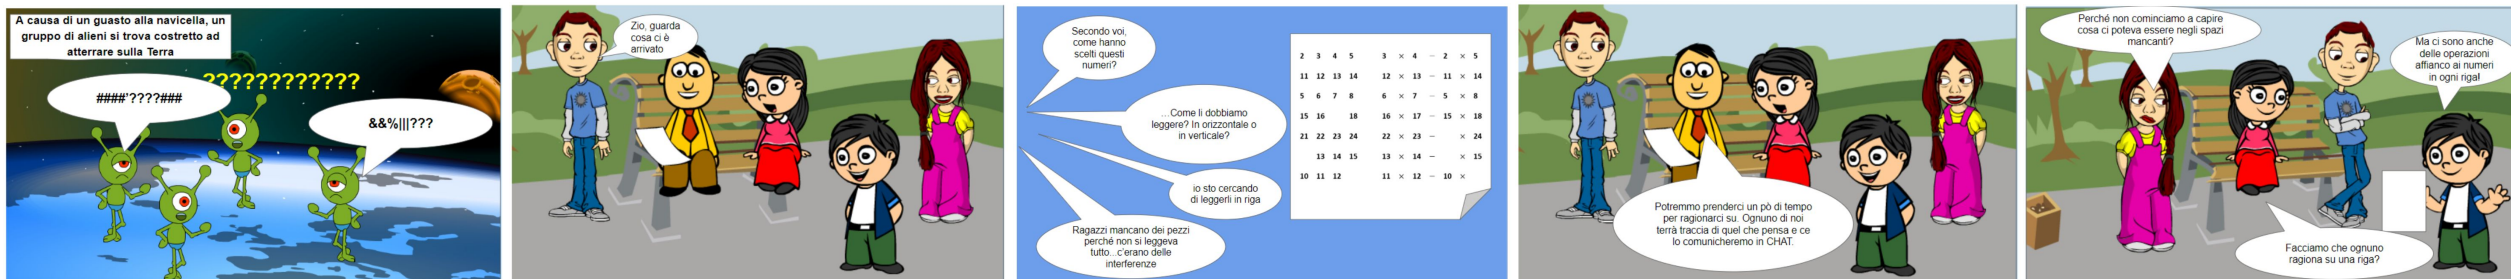 A causa di un guasto alla navicella, un
gruppo di alieni si trova costretto ad
atterrare sulla Terra
????????????
####'????###
&&%|||???
Zio, guarda
cosa ci è
arrivato
Secondo voi,
come hanno
scelti questi
numeri?
...Come li dobbiamo
leggere? In orizzontale o
in verticale?
io sto cercando
di leggerli in riga
Ragazzi mancano dei pezzi
perché non si leggeva
tutto...c'erano delle
interferenze
2 3 4 5 3 × 4 − 2 × 5
11 12 13 14 12 × 13 − 11 × 14
5 6 7 8 6 × 7 − 5 × 8
15 16 18 16 × 17 − 15 × 18
21 22 23 24 22 × 23 − × 24
13 14 15 13 × 14 − × 15
10 11 12 11 × 12 − 10 ×
Potremmo prenderci un pò di tempo
per ragionarci su. Ognuno di noi
terrà traccia di quel che pensa e ce
lo comunicheremo in CHAT.
Perché non cominciamo a capire
cosa ci poteva essere negli spazi
mancanti?
Ma ci sono anche
delle operazioni
affianco ai numeri
in ogni riga!
Facciamo che ognuno
ragiona su una riga?